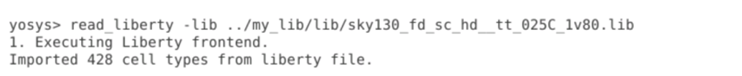 yosys> read_liberty -lib ../my_lib/lib/sky130_fd_sc_hd__tt_025C_1v80.lib
1. Executing Liberty frontend.
Imported 428 cell types from liberty file.